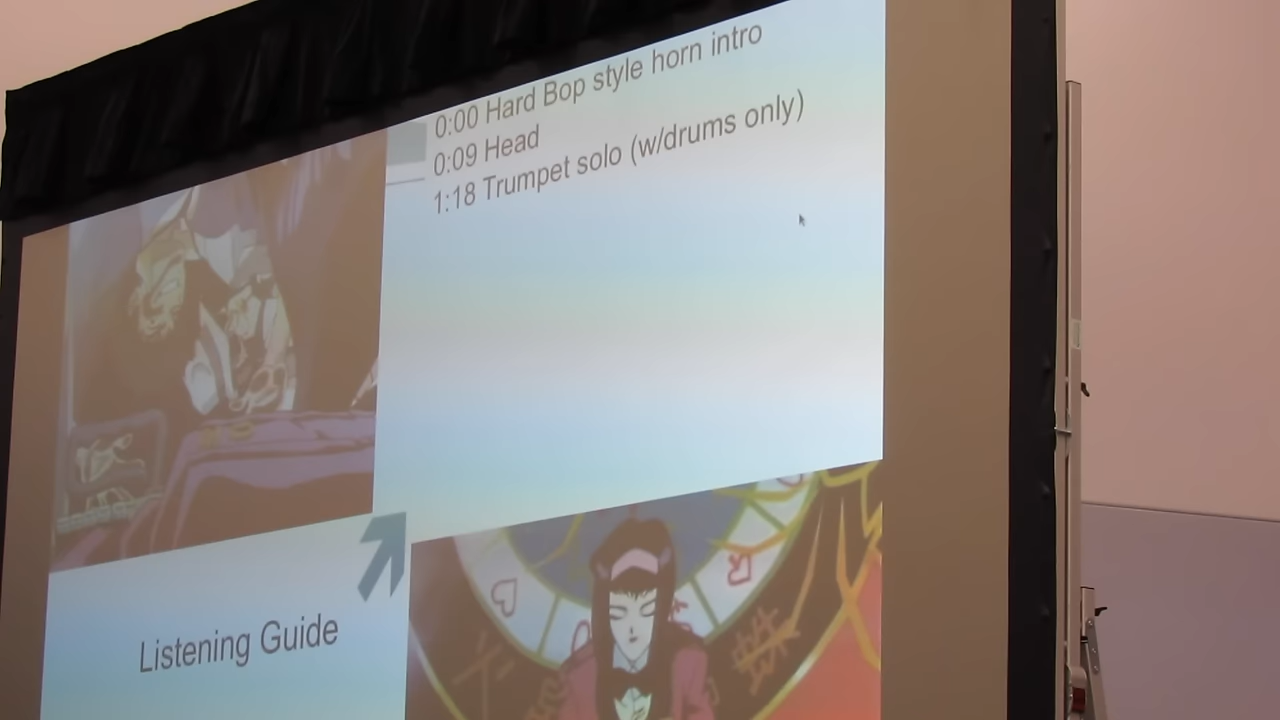 0:00 Hard Bop style horn intro
0:09 Head
1:18 Trumpet solo (w/drums only)
Listening Guide